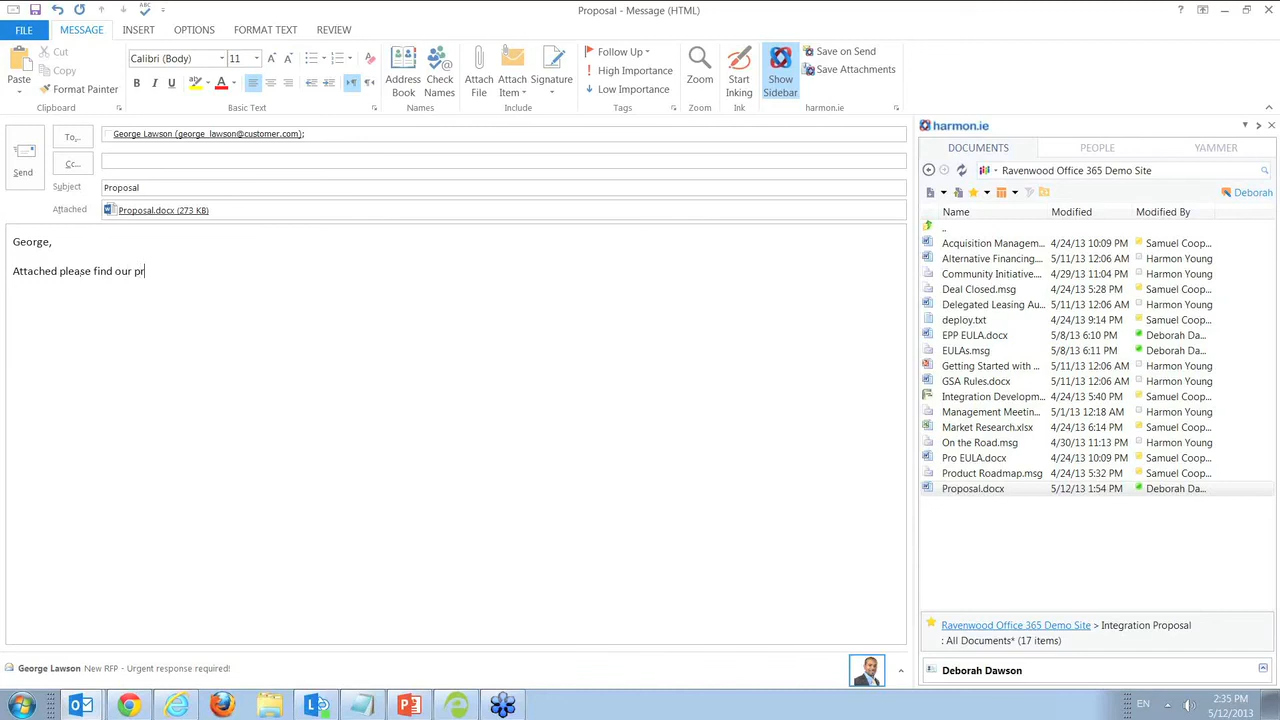 ABC
Proposal - Message (HTML)
?
FILE
MESSAGE
INSERT
OPTIONS
FORMAT TEXT
REVIEW
Paste
Cut
Copy
Format Painter
Clipboard
Calibri (Body)
11
B I U
Basic Text
Address Book
Check Names
Names
Attach File
Attach Item
Signature
Include
Follow Up
High Importance
Low Importance
Tags
Zoom
Zoom
Start Inking
Ink
Show Sidebar
Save on Send
Save Attachments
harmon.ie
Send
To...
George Lawson (george_lawson@customer.com);
Cc...
Subject
Proposal
Attached
Proposal.docx (273 KB)
George,
Attached please find our pr
harmon.ie
DOCUMENTS
PEOPLE
YAMMER
Ravenwood Office 365 Demo Site
Deborah
Name Modified Modified By
..
Acquisition Managem... 4/24/13 10:09 PM Samuel Coop...
Alternative Financing.... 5/11/13 12:06 AM Harmon Young
Community Initiative.... 4/29/13 11:04 PM Harmon Young
Deal Closed.msg 4/24/13 5:28 PM Samuel Coop...
Delegated Leasing Au... 5/11/13 12:06 AM Harmon Young
deploy.txt 4/24/13 9:14 PM Samuel Coop...
EPP EULA.docx 5/8/13 6:10 PM Deborah Da...
EULAs.msg 5/8/13 6:11 PM Deborah Da...
Getting Started with ... 5/11/13 12:06 AM Harmon Young
GSA Rules.docx 5/11/13 12:06 AM Harmon Young
Integration Developm... 4/24/13 5:40 PM Samuel Coop...
Management Meetin... 5/1/13 12:18 AM Harmon Young
Market Research.xlsx 4/24/13 6:14 PM Samuel Coop...
On the Road.msg 4/30/13 11:13 PM Harmon Young
Pro EULA.docx 4/24/13 10:09 PM Samuel Coop...
Product Roadmap.msg 4/24/13 5:32 PM Samuel Coop...
Proposal.docx 5/12/13 1:54 PM Deborah Da...
Ravenwood Office 365 Demo Site > Integration Proposal
: All Documents* (17 items)
Deborah Dawson
George Lawson New RFP - Urgent response required!
EN
2:35 PM
5/12/2013